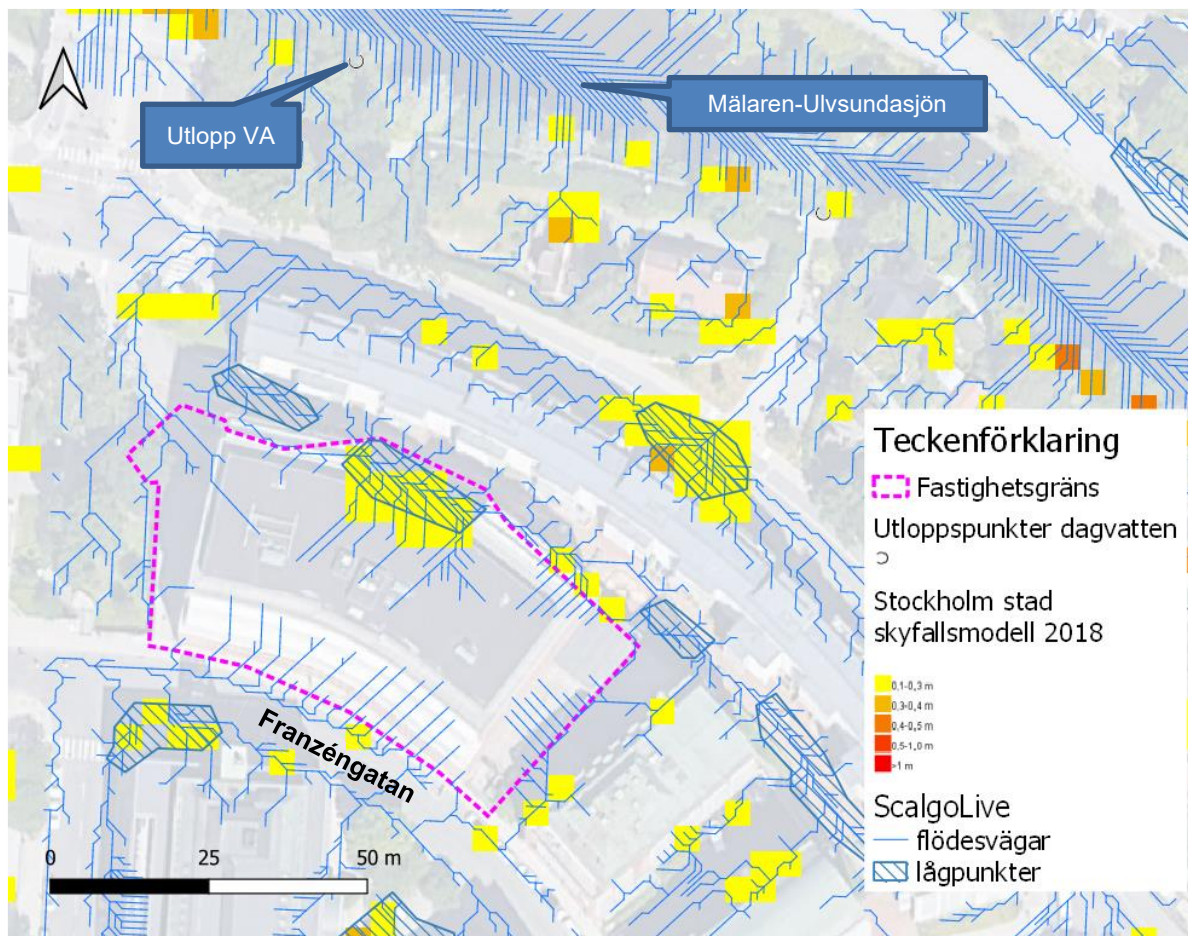 Utlopp VA
Mälaren-Ulvsundasjön
Franzéngatan
0 25 50 m
Teckenförklaring
Fastighetsgräns
Utloppspunkter dagvatten
Stockholm stad
skyfallsmodell 2018
0,1-0,3 m
0,3-0,4 m
0,4-0,5 m
0,5-1,0 m
>1 m
ScalgoLive
flödesvägar
lågpunkter